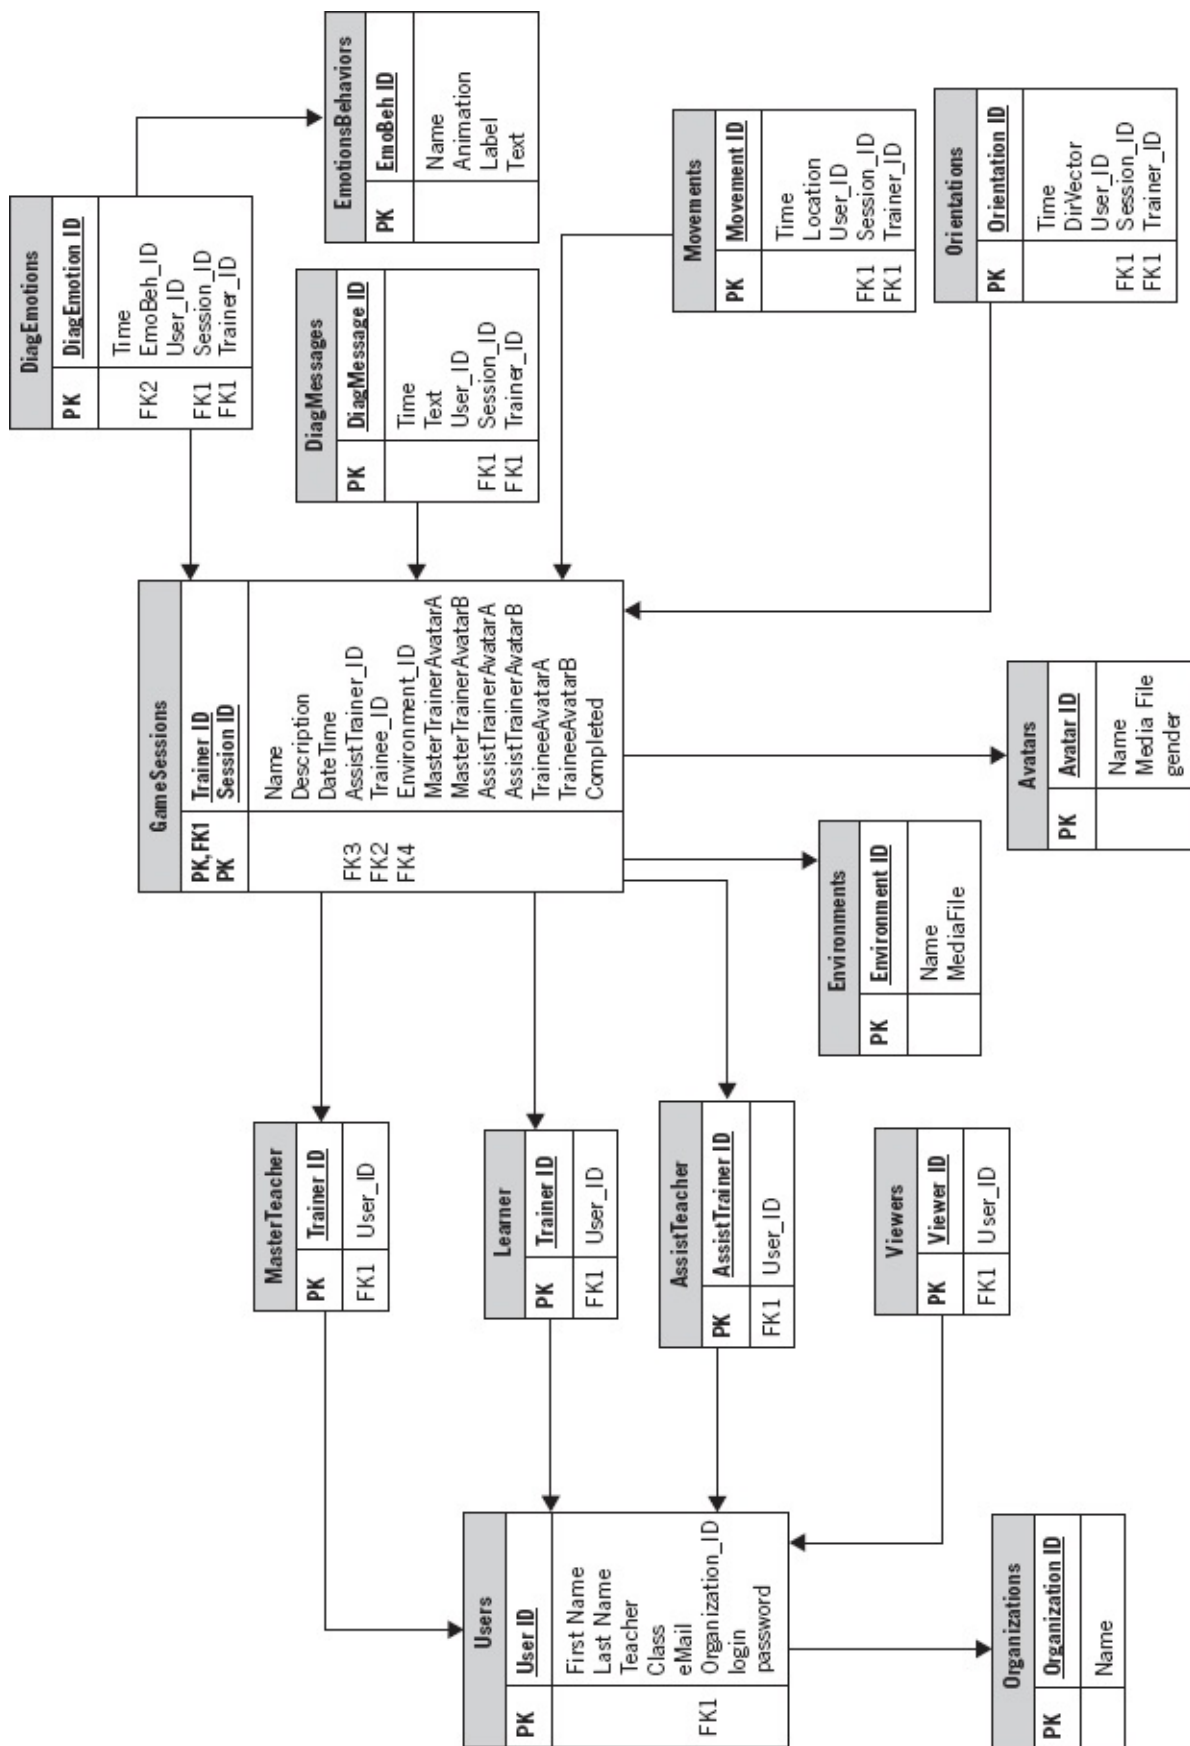 Users
PK User ID
First Name
Last Name
Teacher
Class
eMail
FK1 Organization_ID
login
password
Organizations
PK Organization ID
Name
MasterTeacher
PK Trainer ID
FK1 User_ID
Learner
PK Trainer ID
FK1 User_ID
AssistTeacher
PK AssistTrainer ID
FK1 User_ID
Viewers
PK Viewer ID
FK1 User_ID
GameSessions
PK,FK1 Trainer ID
PK Session ID
Name
Description
DateTime
FK3 AssistTrainer_ID
FK2 Trainee_ID
FK4 Environment_ID
MasterTrainerAvatarA
MasterTrainerAvatarB
AssistTrainerAvatarA
AssistTrainerAvatarB
TraineeAvatarA
TraineeAvatarB
Completed
Environments
PK Environment ID
Name
MediaFile
Avatars
PK Avatar ID
Name
Media File
gender
DiagEmotions
PK DiagEmotion ID
Time
FK2 EmoBeh_ID
User_ID
FK1 Session_ID
FK1 Trainer_ID
DiagMessages
PK DiagMessage ID
Time
Text
User_ID
FK1 Session_ID
FK1 Trainer_ID
EmotionsBehaviors
PK EmoBeh ID
Name
Animation
Label
Text
Movements
PK Movement ID
Time
Location
User_ID
FK1 Session_ID
FK1 Trainer_ID
Orientations
PK Orientation ID
Time
DirVector
User_ID
FK1 Session_ID
FK1 Trainer_ID